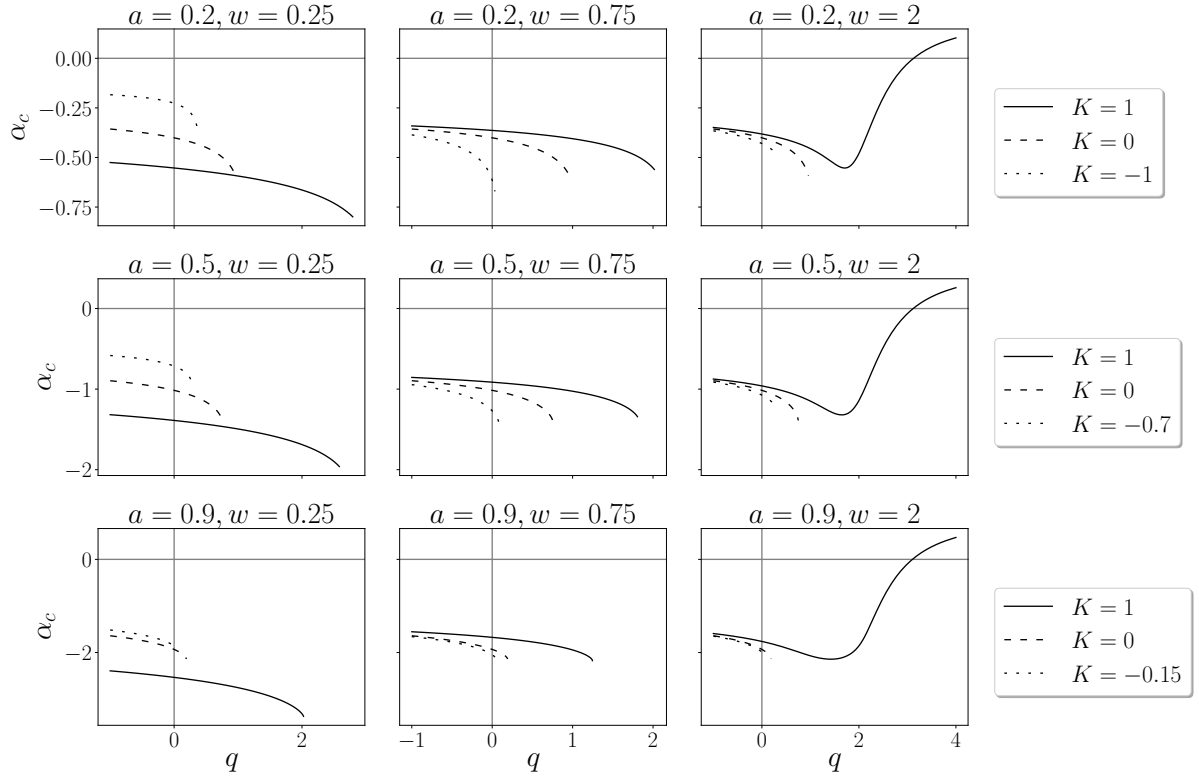 a = 0.2, w = 0.25
a = 0.2, w = 0.75
a = 0.2, w = 2
0.00
−0.25
−0.50
−0.75
α_c
K = 1
K = 0
K = −1
a = 0.5, w = 0.25
a = 0.5, w = 0.75
a = 0.5, w = 2
0
−1
−2
α_c
K = 1
K = 0
K = −0.7
a = 0.9, w = 0.25
a = 0.9, w = 0.75
a = 0.9, w = 2
0
−2
α_c
K = 1
K = 0
K = −0.15
0 2
−1 0 1 2
0 2 4
q
q
q